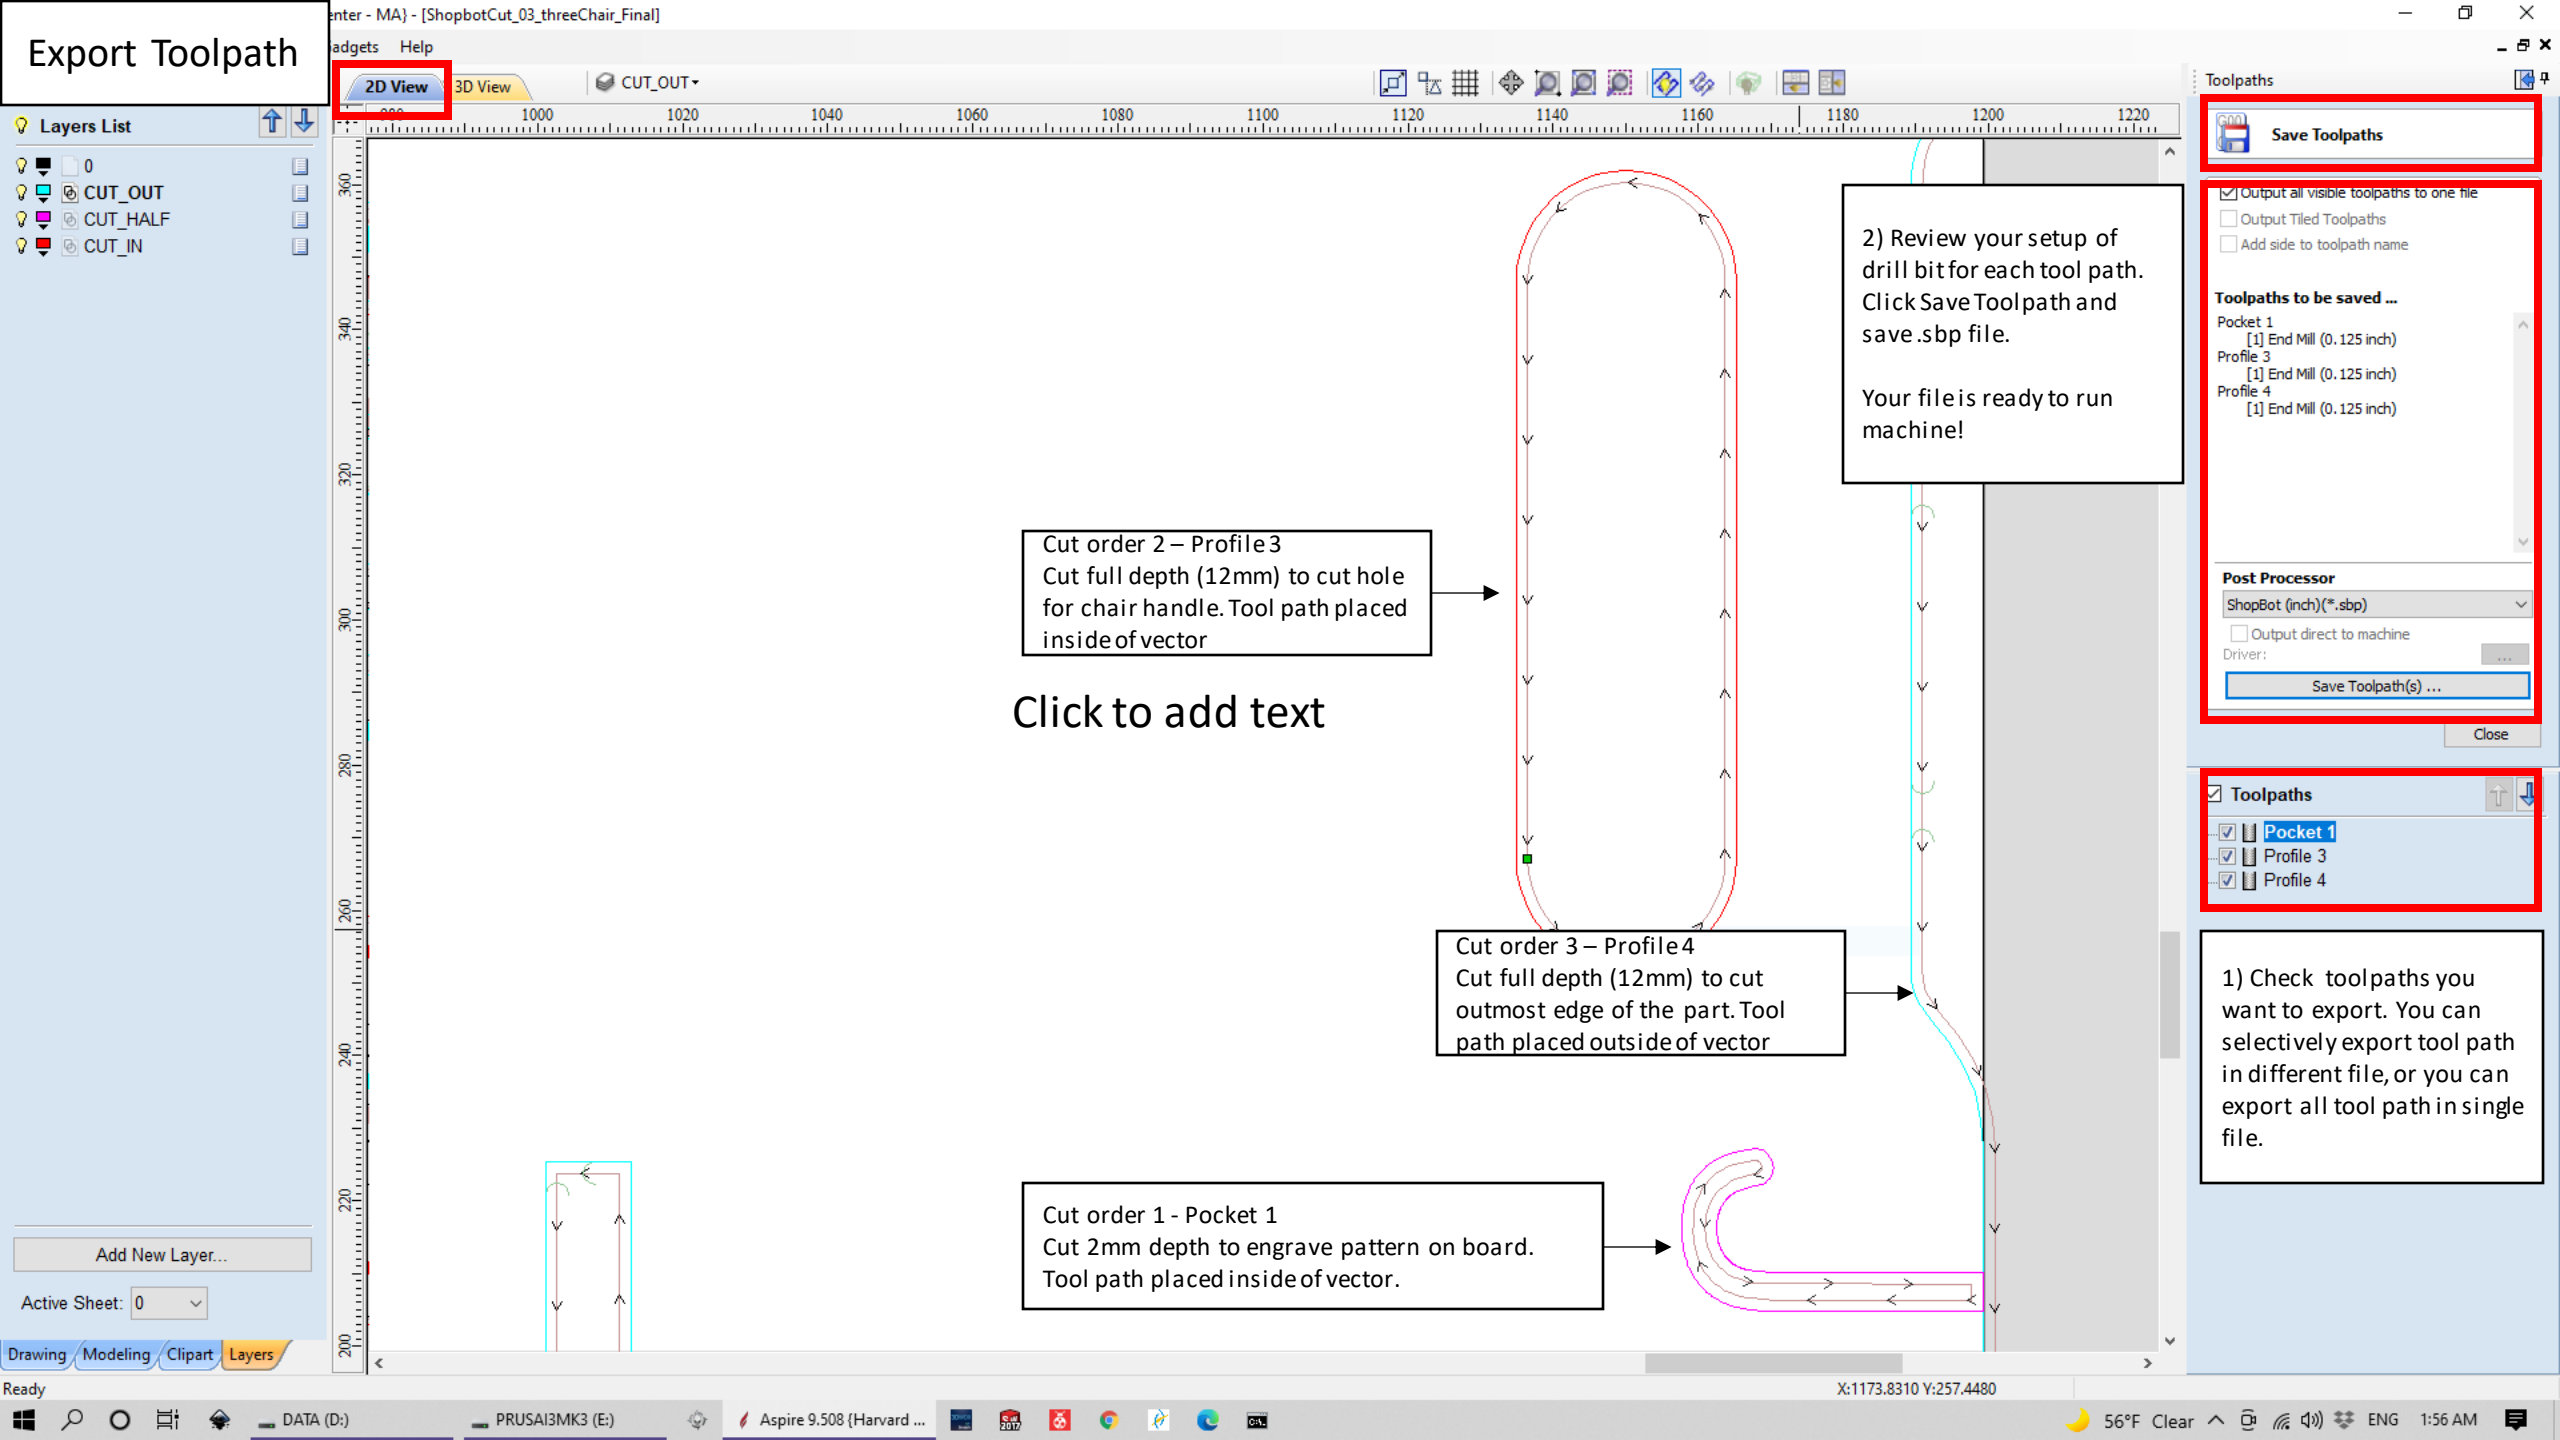 Export Toolpath
enter - MA} - [ShopbotCut_03_threeChair_Final]
adgets Help
2D View 3D View CUT_OUT
Toolpaths
Layers List
0
CUT_OUT
CUT_HALF
CUT_IN
1000 1020 1040 1060 1080 1100 1120 1140 1160 1180 1200 1220
360
340
320
300
280
260
240
220
200
Save Toolpaths
Output all visible toolpaths to one file
Output Tiled Toolpaths
Add side to toolpath name
Toolpaths to be saved ...
Pocket 1
[1] End Mill (0.125 inch)
Profile 3
[1] End Mill (0.125 inch)
Profile 4
[1] End Mill (0.125 inch)
Post Processor
ShopBot (inch)(*.sbp)
Output direct to machine
Driver:
...
Save Toolpath(s) ...
Close
Toolpaths
Pocket 1
Profile 3
Profile 4
2) Review your setup of
drill bit for each tool path.
Click Save Toolpath and
save .sbp file.
Your file is ready to run
machine!
Cut order 2 – Profile 3
Cut full depth (12mm) to cut hole
for chair handle. Tool path placed
inside of vector
Click to add text
Cut order 3 – Profile 4
Cut full depth (12mm) to cut
outmost edge of the part. Tool
path placed outside of vector
1) Check toolpaths you
want to export. You can
selectively export tool path
in different file, or you can
export all tool path in single
file.
Cut order 1 - Pocket 1
Cut 2mm depth to engrave pattern on board.
Tool path placed inside of vector.
Add New Layer...
Active Sheet: 0
Drawing Modeling Clipart Layers
Ready
X:1173.8310 Y:257.4480
DATA (D:) PRUSAI3MK3 (E:) Aspire 9.508 {Harvard ... 56°F Clear ENG 1:56 AM